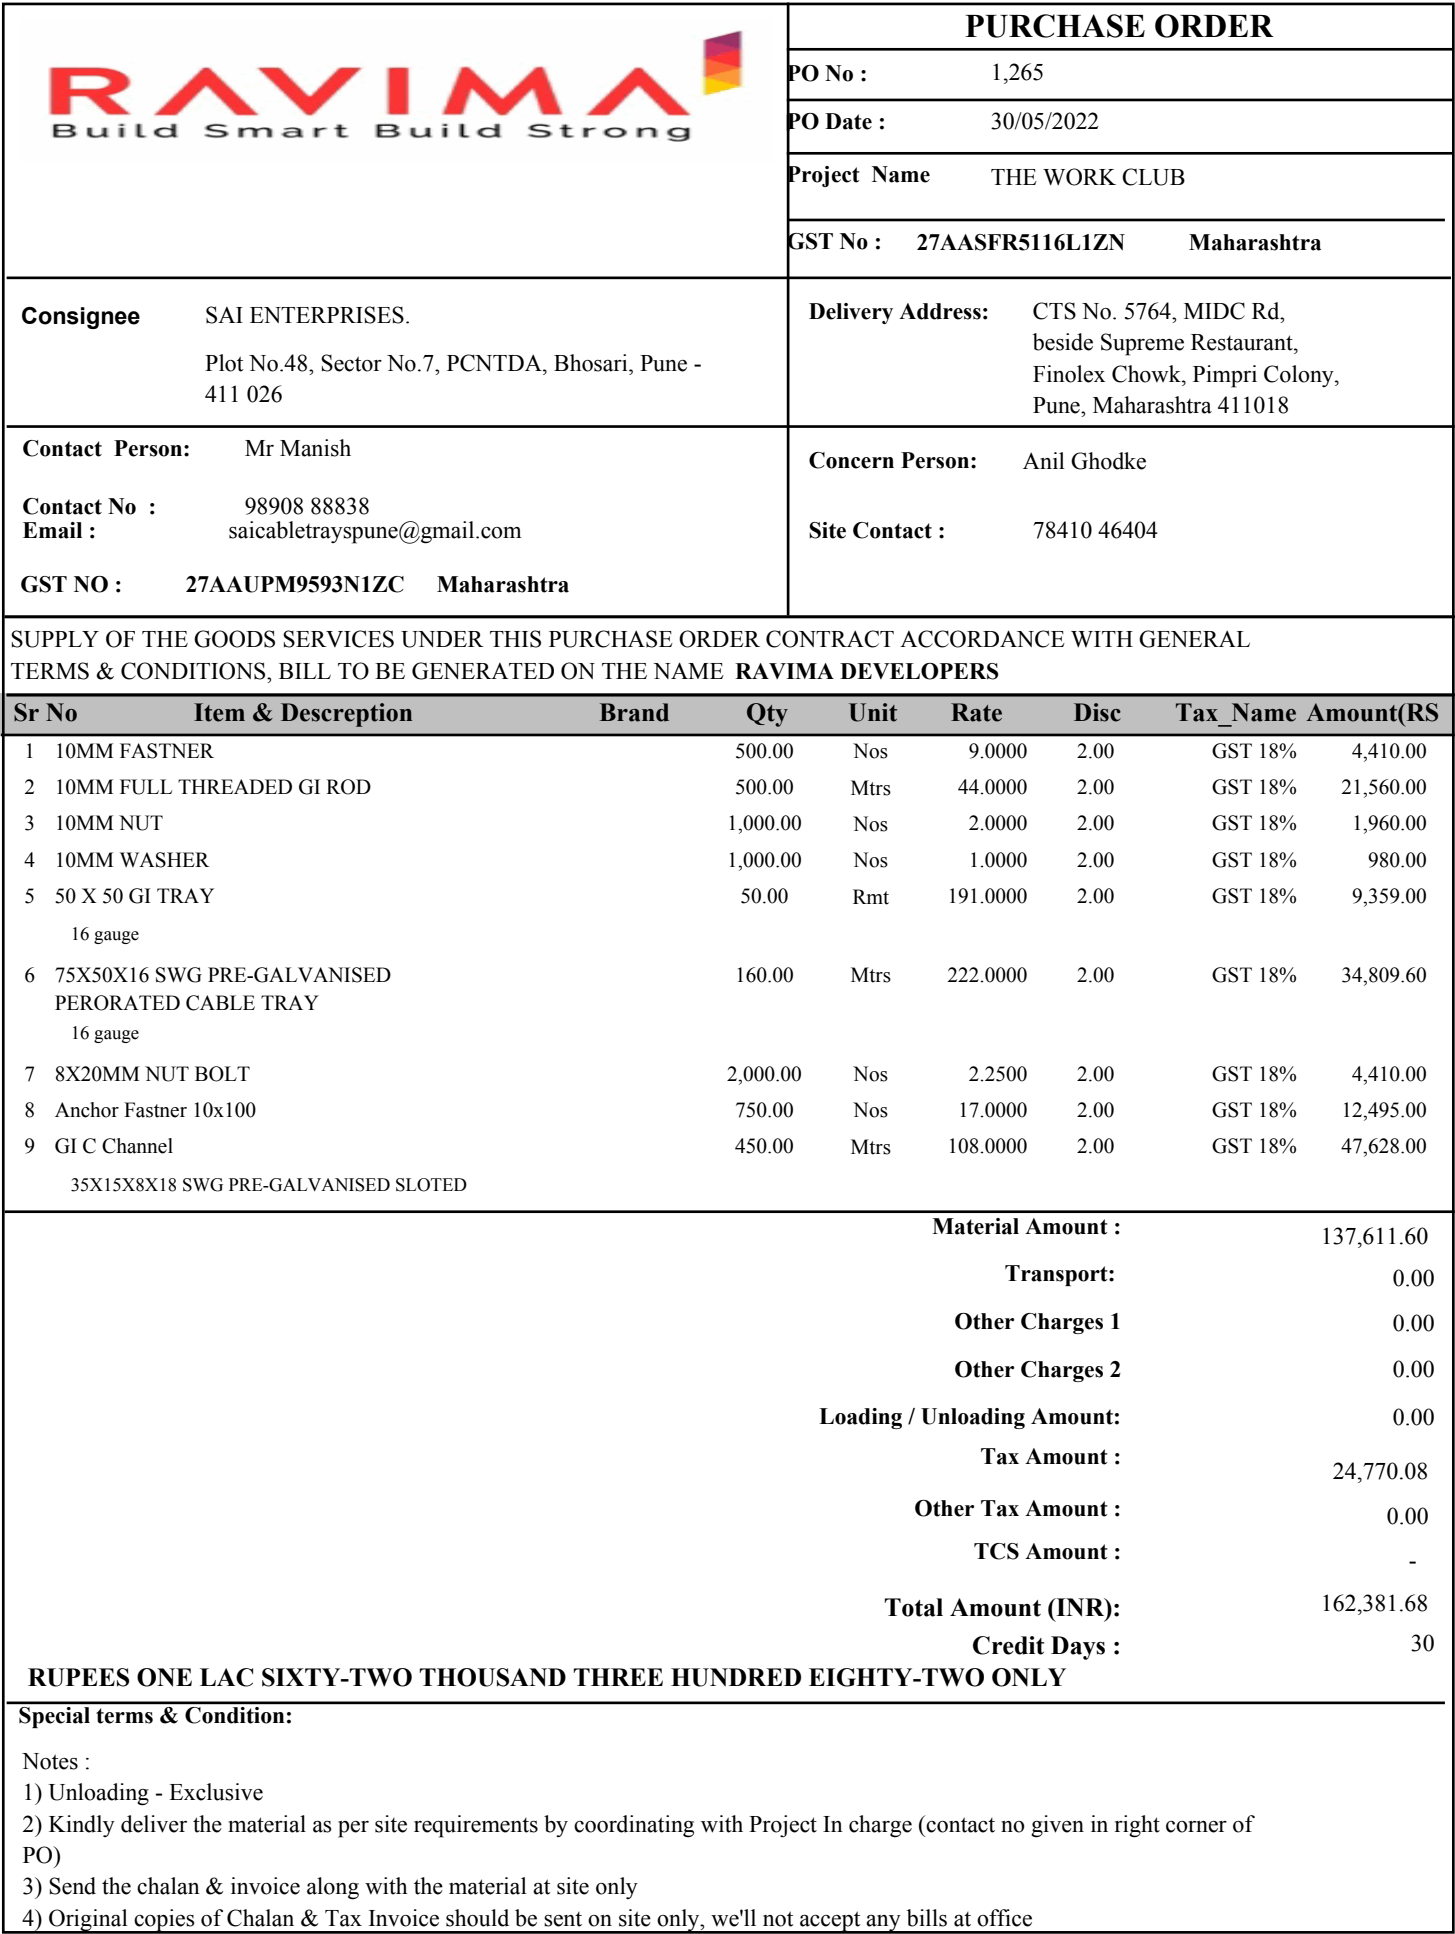 RAVIMA
Build Smart Build Strong
PURCHASE ORDER
PO No : 1,265
PO Date : 30/05/2022
Project Name THE WORK CLUB
GST No : 27AASFR5116L1ZN Maharashtra
Consignee SAI ENTERPRISES.
Plot No.48, Sector No.7, PCNTDA, Bhosari, Pune -
411 026
Delivery Address: CTS No. 5764, MIDC Rd,
beside Supreme Restaurant,
Finolex Chowk, Pimpri Colony,
Pune, Maharashtra 411018
Contact Person: Mr Manish
Contact No : 98908 88838
Email : saicabletrayspune@gmail.com
GST NO : 27AAUPM9593N1ZC Maharashtra
Concern Person: Anil Ghodke
Site Contact : 78410 46404
SUPPLY OF THE GOODS SERVICES UNDER THIS PURCHASE ORDER CONTRACT ACCORDANCE WITH GENERAL
TERMS & CONDITIONS, BILL TO BE GENERATED ON THE NAME RAVIMA DEVELOPERS
Sr No Item & Descreption Brand Qty Unit Rate Disc Tax_Name Amount(RS
1 10MM FASTNER 500.00 Nos 9.0000 2.00 GST 18% 4,410.00
2 10MM FULL THREADED GI ROD 500.00 Mtrs 44.0000 2.00 GST 18% 21,560.00
3 10MM NUT 1,000.00 Nos 2.0000 2.00 GST 18% 1,960.00
4 10MM WASHER 1,000.00 Nos 1.0000 2.00 GST 18% 980.00
5 50 X 50 GI TRAY 50.00 Rmt 191.0000 2.00 GST 18% 9,359.00
16 gauge
6 75X50X16 SWG PRE-GALVANISED 160.00 Mtrs 222.0000 2.00 GST 18% 34,809.60
PERORATED CABLE TRAY
16 gauge
7 8X20MM NUT BOLT 2,000.00 Nos 2.2500 2.00 GST 18% 4,410.00
8 Anchor Fastner 10x100 750.00 Nos 17.0000 2.00 GST 18% 12,495.00
9 GI C Channel 450.00 Mtrs 108.0000 2.00 GST 18% 47,628.00
35X15X8X18 SWG PRE-GALVANISED SLOTED
Material Amount : 137,611.60
Transport: 0.00
Other Charges 1 0.00
Other Charges 2 0.00
Loading / Unloading Amount: 0.00
Tax Amount : 24,770.08
Other Tax Amount : 0.00
TCS Amount : -
Total Amount (INR): 162,381.68
Credit Days : 30
RUPEES ONE LAC SIXTY-TWO THOUSAND THREE HUNDRED EIGHTY-TWO ONLY
Special terms & Condition:
Notes :
1) Unloading - Exclusive
2) Kindly deliver the material as per site requirements by coordinating with Project In charge (contact no given in right corner of
PO)
3) Send the chalan & invoice along with the material at site only
4) Original copies of Chalan & Tax Invoice should be sent on site only, we'll not accept any bills at office